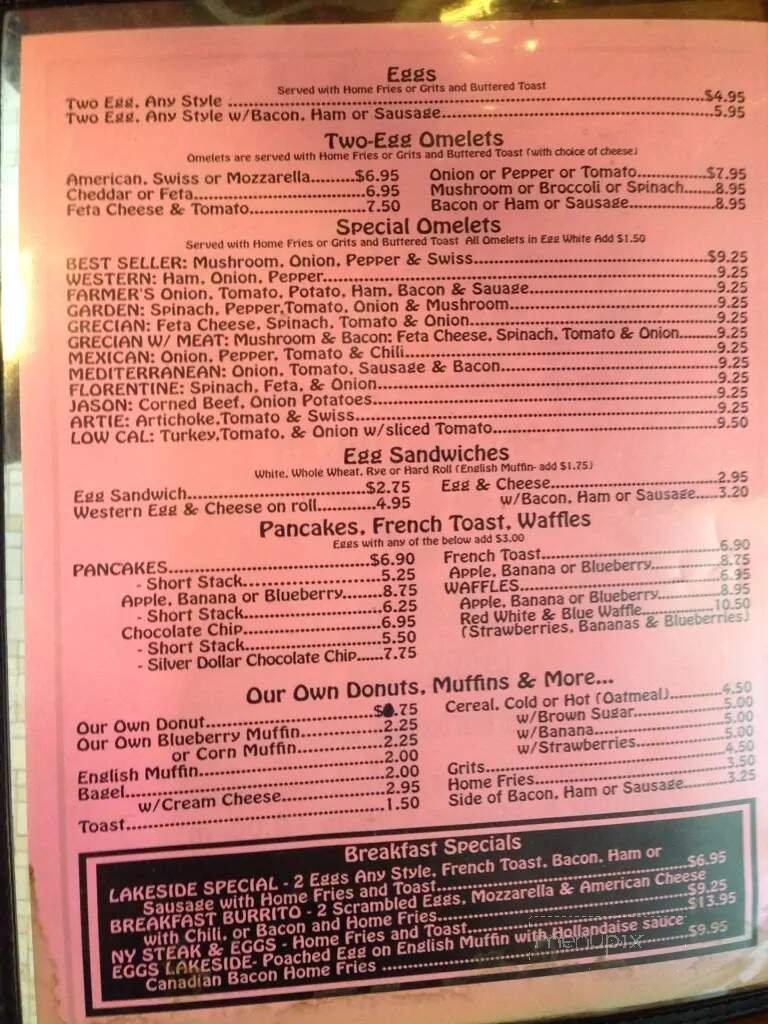 Eggs
Served with Home Fries or Grits and Buttered Toast
Two Egg, Any Style ........ $4.95
Two Egg, Any Style w/Bacon, Ham or Sausage........ 5.95
Two-Egg Omelets
Omelets are served with Home Fries or Grits and Buttered Toast (with choice of cheese)
American, Swiss or Mozzarella.........$6.95
Cheddar or Feta........ 6.95
Feta Cheese & Tomato........ 7.50
Onion or Pepper or Tomato........ $7.95
Mushroom or Broccoli or Spinach.......8.95
Bacon or Ham or Sausage........ 8.95
Special Omelets
Served with Home Fries or Grits and Buttered Toast All Omelets in Egg White Add $1.50
BEST SELLER: Mushroom, Onion, Pepper & Swiss........ $9.25
WESTERN: Ham, Onion, Pepper........ 9.25
FARMER'S Onion, Tomato, Potato, Ham, Bacon & Sauage........ 9.25
GARDEN: Spinach, Pepper,Tomato, Onion & Mushroom........ 9.25
GRECIAN: Feta Cheese, Spinach, Tomato & Onion........ 9.25
GRECIAN W/ MEAT: Mushroom & Bacon: Feta Cheese, Spinach, Tomato & Onion.........9.25
MEXICAN: Onion, Pepper, Tomato & Chili........ 9.25
MEDITERRANEAN: Onion, Tomato, Sausage & Bacon........ 9.25
FLORENTINE: Spinach, Feta, & Onion........ 9.25
JASON: Corned Beef, Onion Potatoes........ 9.25
ARTIE: Artichoke,Tomato & Swiss........ 9.25
LOW CAL: Turkey,Tomato, & Onion w/sliced Tomato........ 9.50
Egg Sandwiches
White, Whole Wheat, Rye or Hard Roll (English Muffin- add $1.75)
Egg Sandwich........ $2.75
Western Egg & Cheese on roll........ 4.95
Egg & Cheese........ 2.95
w/Bacon, Ham or Sausage.....3.20
Pancakes, French Toast, Waffles
Eggs with any of the below add $3.00
PANCAKES........ $6.90
- Short Stack........ 5.25
Apple, Banana or Blueberry........8.75
- Short Stack........ 6.25
Chocolate Chip........ 6.95
- Short Stack........ 5.50
- Silver Dollar Chocolate Chip......7.75
French Toast........ 6.90
Apple, Banana or Blueberry........ 8.75
WAFFLES........ 6.95
Apple, Banana or Blueberry........ 8.95
Red White & Blue Waffle........ 10.50
(Strawberries, Bananas & Blueberries)
Our Own Donuts, Muffins & More...
Our Own Donut........ $ .75
Our Own Blueberry Muffin........ 2.25
or Corn Muffin........ 2.25
English Muffin........ 2.00
Bagel........ 2.00
w/Cream Cheese........ 2.95
Toast........ 1.50
Cereal, Cold or Hot (Oatmeal)........ 4.50
w/Brown Sugar........ 5.00
w/Banana........ 5.00
w/Strawberries........ 5.00
Grits........ 4.50
Home Fries........ 3.50
Side of Bacon, Ham or Sausage........ 3.25
Breakfast Specials
LAKESIDE SPECIAL - 2 Eggs Any Style, French Toast, Bacon, Ham or
Sausage with Home Fries and Toast........ $6.95
BREAKFAST BURRITO - 2 Scrambled Eggs, Mozzarella & American Cheese
with Chili, or Bacon and Home Fries........ $9.25
NY STEAK & EGGS - Home Fries and Toast........ $13.95
EGGS LAKESIDE- Poached Egg on English Muffin with Hollandaise sauce
Canadian Bacon Home Fries ........ $9.95
menupix